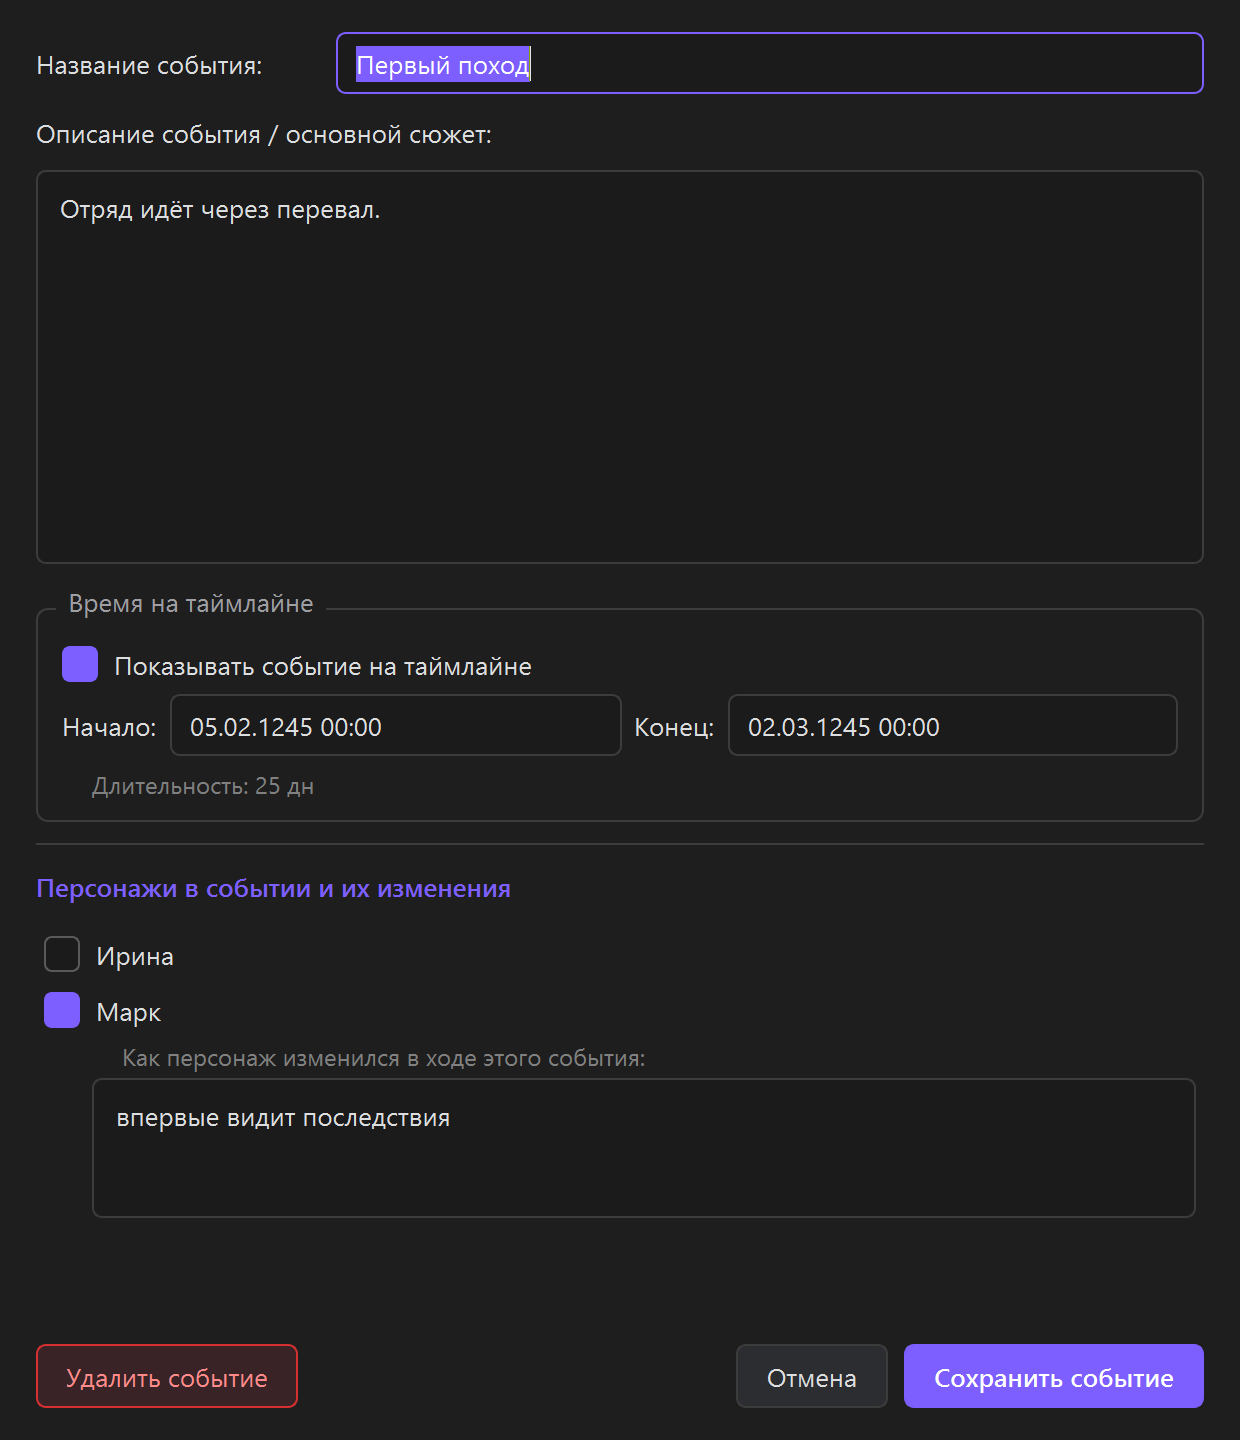 Название события: Первый поход
Описание события / основной сюжет:
Отряд идёт через перевал.
Время на таймлайне
Показывать событие на таймлайне
Начало: 05.02.1245 00:00 Конец: 02.03.1245 00:00
Длительность: 25 дн
Персонажи в событии и их изменения
Ирина
Марк
Как персонаж изменился в ходе этого события:
впервые видит последствия
Удалить событие Отмена Сохранить событие